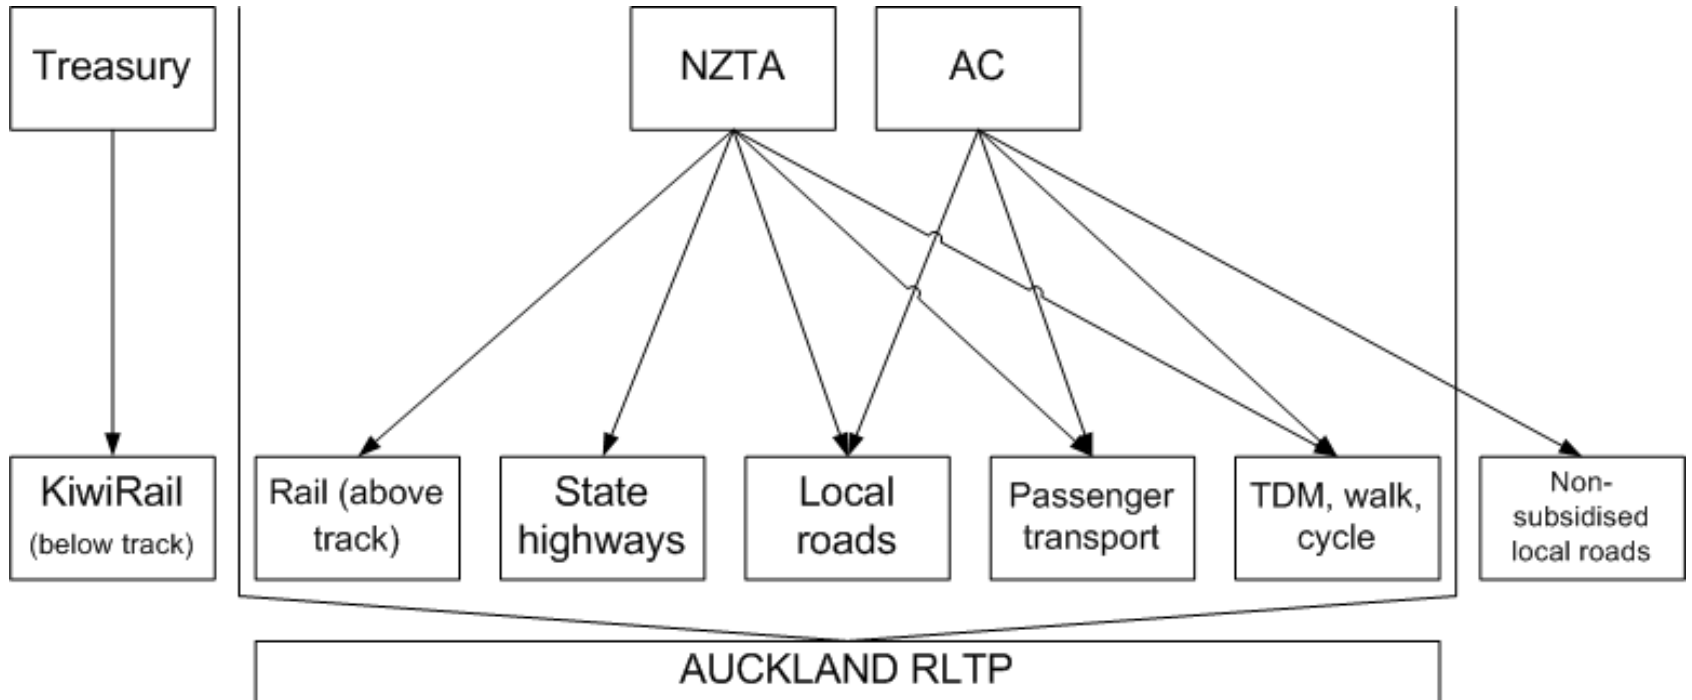 Treasury
NZTA
AC
KiwiRail
(below track)
Rail (above
track)
State
highways
Local
roads
Passenger
transport
TDM, walk,
cycle
Non-
subsidised
local roads
AUCKLAND RLTP